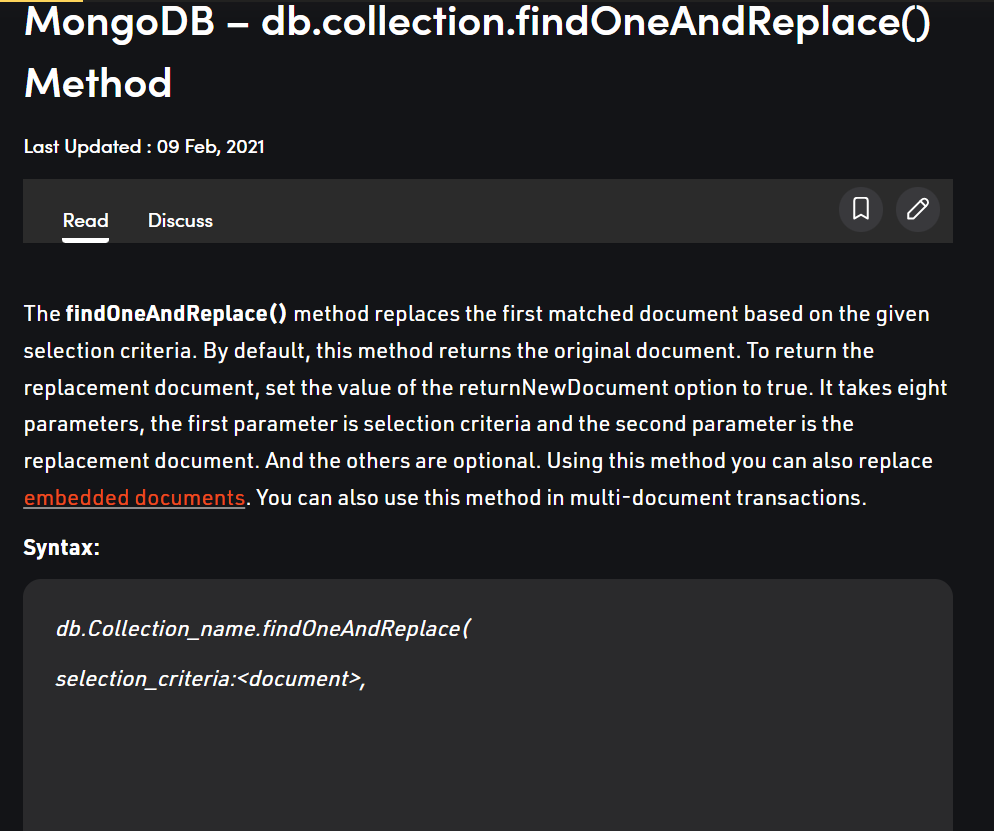 MongoDB – db.collection.findOneAndReplace()
Method
Last Updated : 09 Feb, 2021
Read Discuss
The findOneAndReplace() method replaces the first matched document based on the given
selection criteria. By default, this method returns the original document. To return the
replacement document, set the value of the returnNewDocument option to true. It takes eight
parameters, the first parameter is selection criteria and the second parameter is the
replacement document. And the others are optional. Using this method you can also replace
embedded documents. You can also use this method in multi-document transactions.
Syntax:
db.Collection_name.findOneAndReplace(
selection_criteria:<document>,